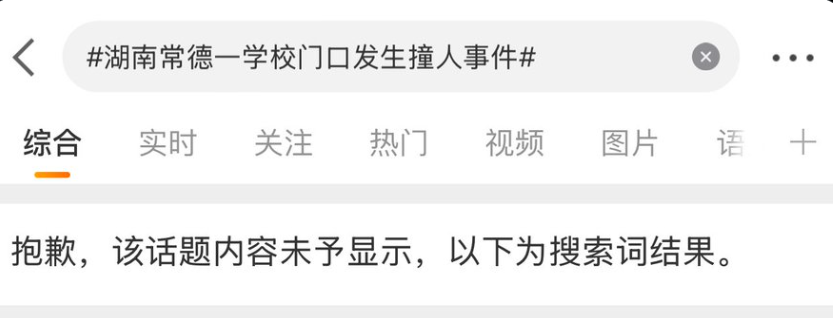 #湖南常德一学校门口发生撞人事件#
综合 实时 关注 热门 视频 图片 语
抱歉，该话题内容未予显示，以下为搜索词结果。